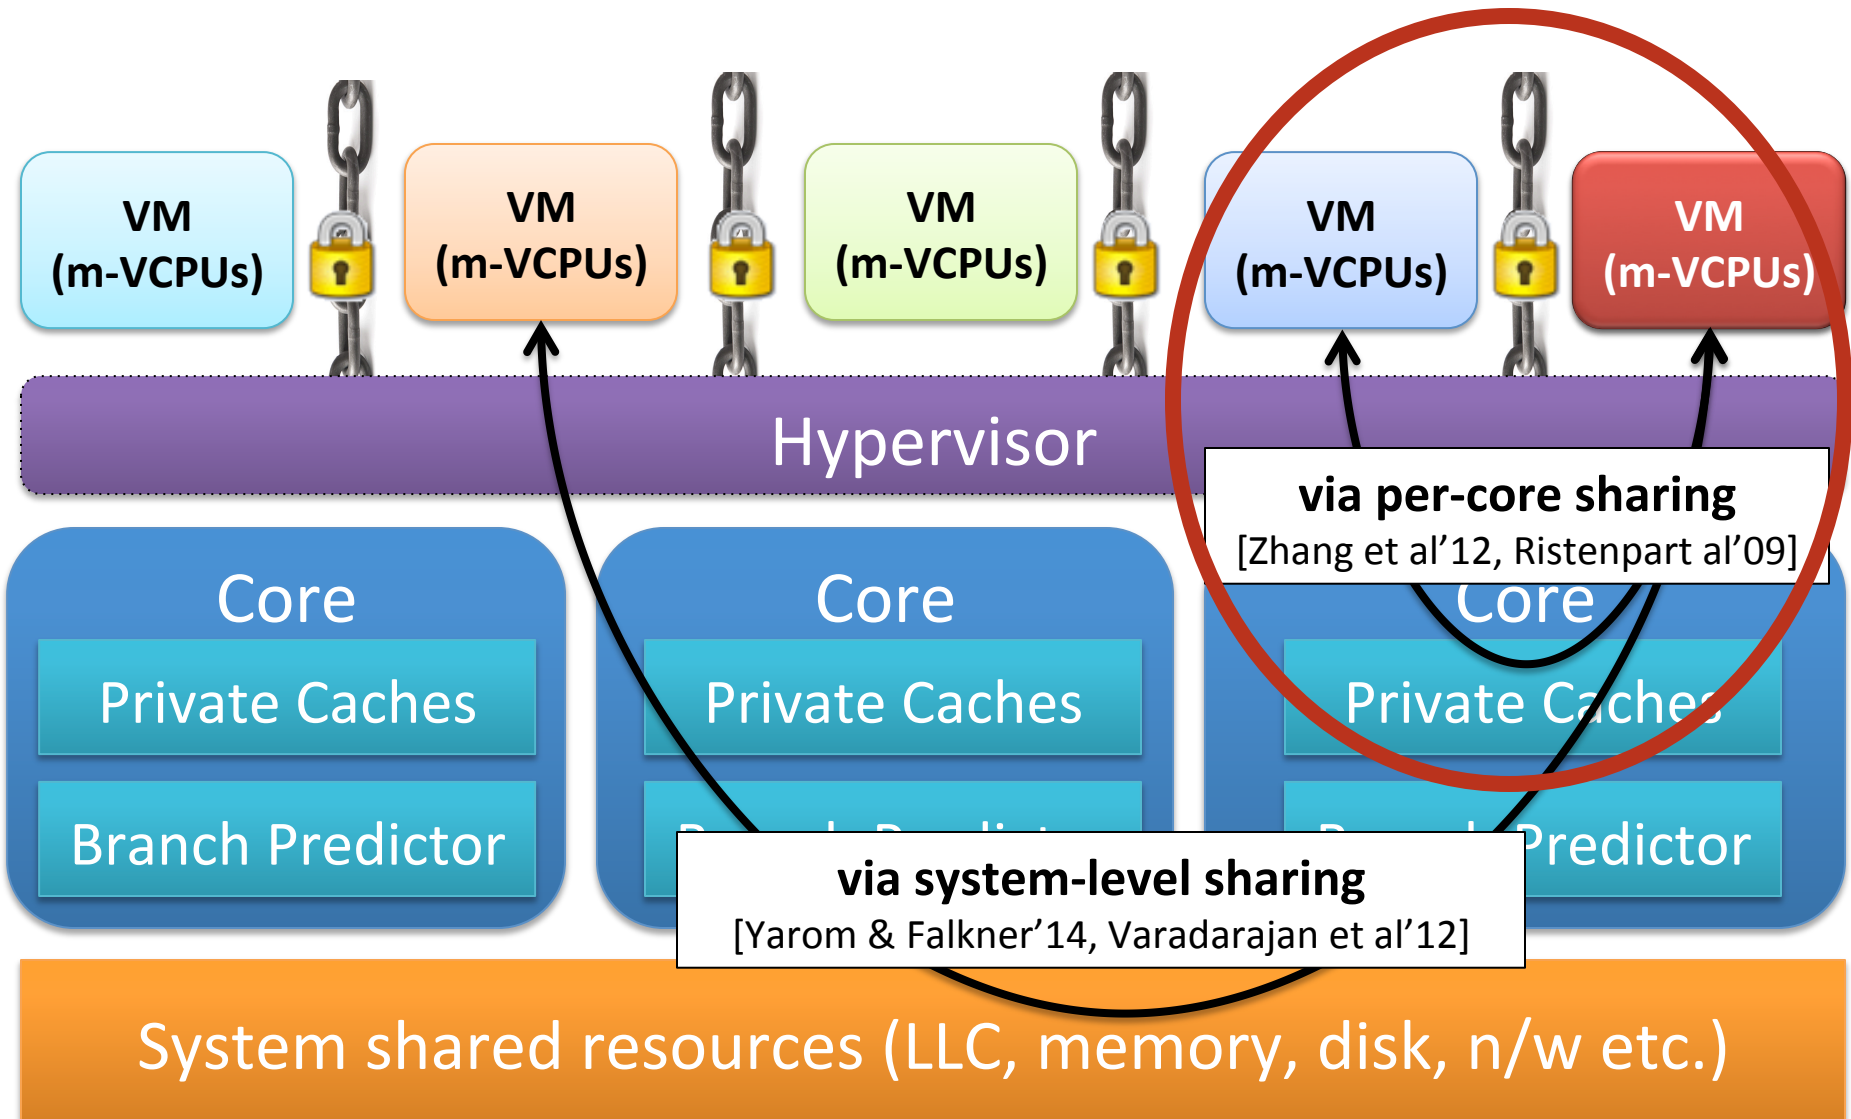 VM
(m-VCPUs)
VM
(m-VCPUs)
VM
(m-VCPUs)
VM
(m-VCPUs)
VM
(m-VCPUs)
Hypervisor
via per-core sharing
[Zhang et al’12, Ristenpart al’09]
Core
Core
Core
Private Caches
Private Caches
Private Caches
Branch Predictor
Predictor
via system-level sharing
[Yarom & Falkner’14, Varadarajan et al’12]
System shared resources (LLC, memory, disk, n/w etc.)